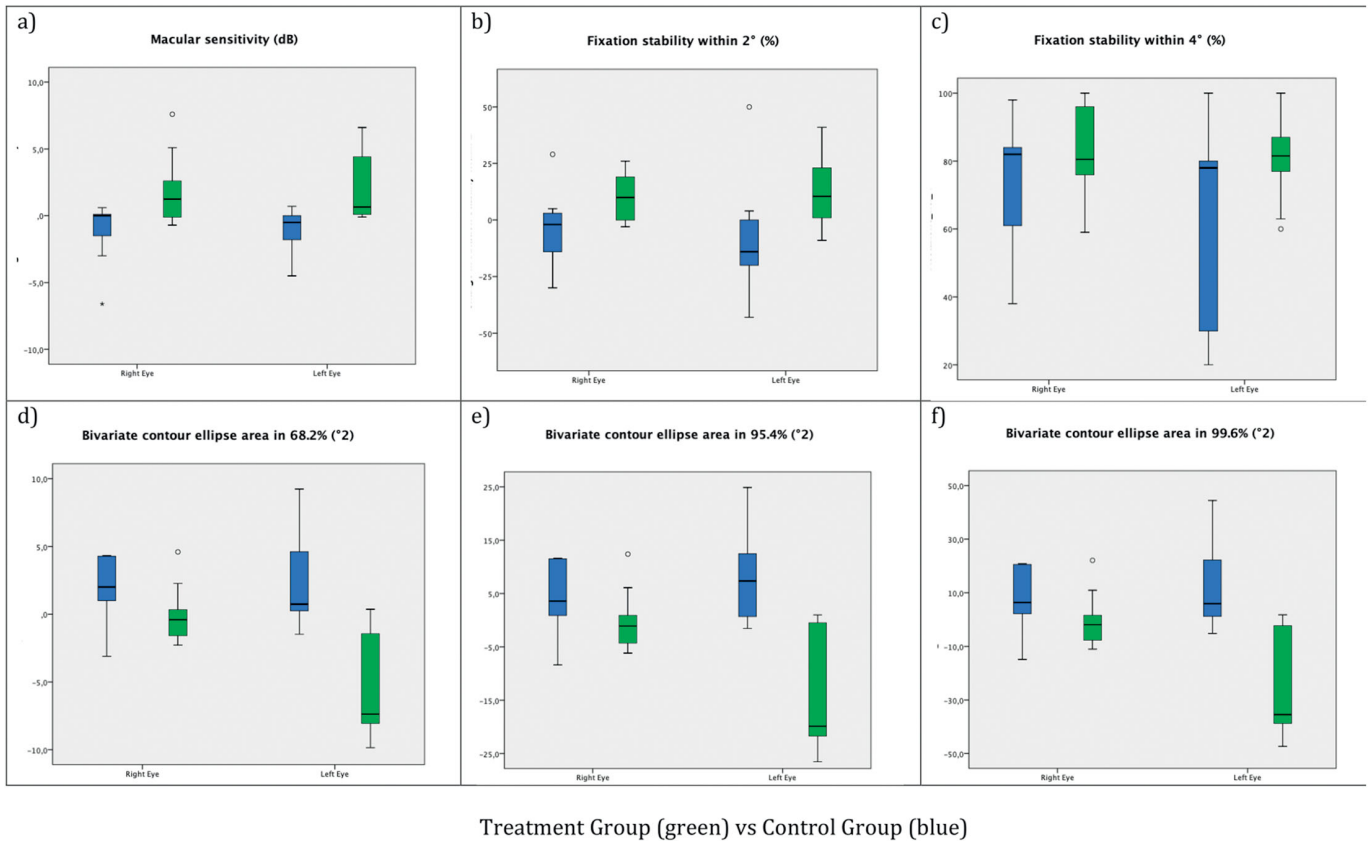 a)
Macular sensitivity (dB)
10,0
5,0
,0
-5,0
-10,0
Right Eye
Left Eye
b)
Fixation stability within 2° (%)
50
25
0
-25
-50
Right Eye
Left Eye
c)
Fixation stability within 4° (%)
100
80
60
40
20
Right Eye
Left Eye
d)
Bivariate contour ellipse area in 68.2% (°2)
10,0
5,0
,0
-5,0
-10,0
Right Eye
Left Eye
e)
Bivariate contour ellipse area in 95.4% (°2)
25,0
15,0
5,0
-5,0
-15,0
-25,0
Right Eye
Left Eye
f)
Bivariate contour ellipse area in 99.6% (°2)
50,0
30,0
10,0
-10,0
-30,0
-50,0
Right Eye
Left Eye
Treatment Group (green) vs Control Group (blue)